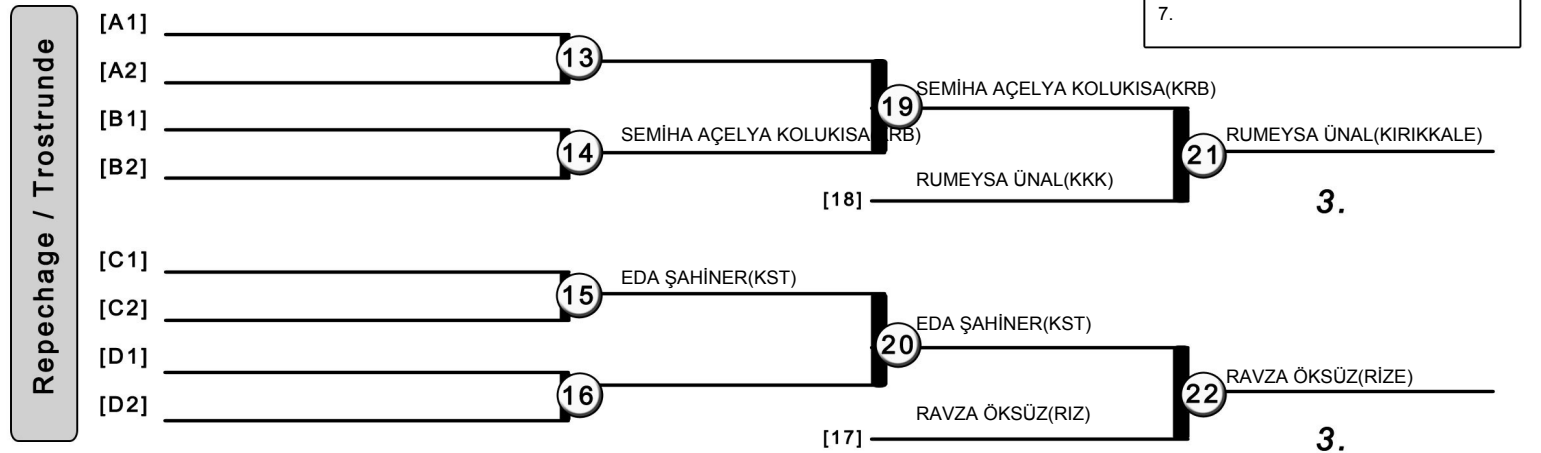 Repechage / Trostrunde
7.
[A1]
[A2]
13
[B1]
[B2]
14
SEMİHA AÇELYA KOLUKISA(KRB)
19
SEMİHA AÇELYA KOLUKISA(KRB)
[18]
RUMEYSA ÜNAL(KKK)
21
RUMEYSA ÜNAL(KIRIKKALE)
3.
[C1]
[C2]
15
EDA ŞAHİNER(KST)
[D1]
[D2]
16
20
EDA ŞAHİNER(KST)
[17]
RAVZA ÖKSÜZ(RIZ)
22
RAVZA ÖKSÜZ(RİZE)
3.